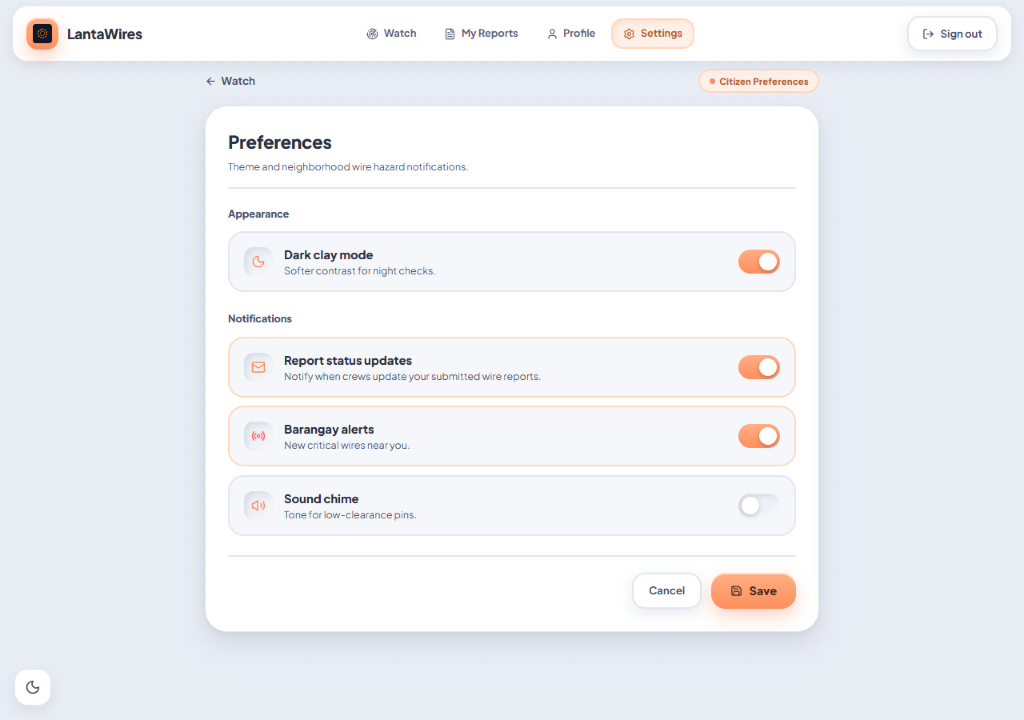 LantaWires
Watch
My Reports
Profile
Settings
Sign out
Watch
Citizen Preferences
Preferences
Theme and neighborhood wire hazard notifications.
Appearance
Dark clay mode
Softer contrast for night checks.
Notifications
Report status updates
Notify when crews update your submitted wire reports.
Barangay alerts
New critical wires near you.
Sound chime
Tone for low-clearance pins.
Cancel
Save